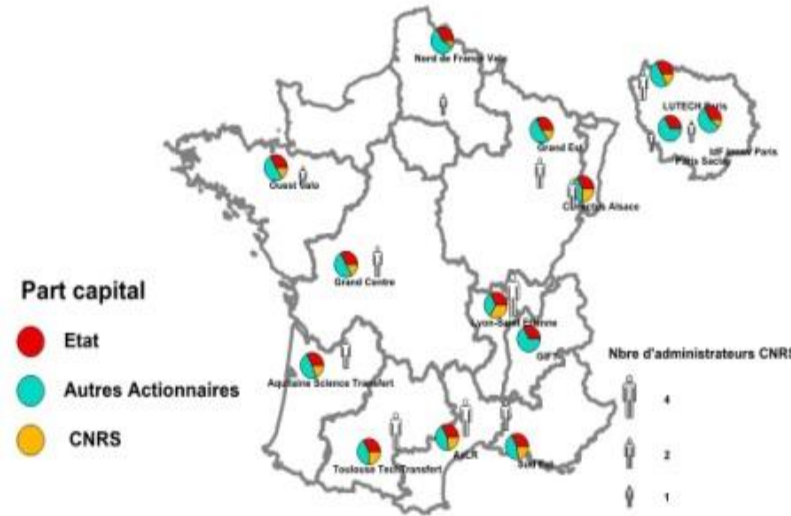 Nord de France Valo
LUTECH Paris
Grand Est
IdF Innov Paris
Paris Saclay
Ouest Valo
Conectus Alsace
Grand Centre
Part capital
Lyon-Saint Etienne
Etat
Nbre d'administrateurs CNRS
Aquitaine Science Transfert
4
Autres Actionnaires
AxLR
Sud Est
2
CNRS
Toulouse Tech Transfert
1